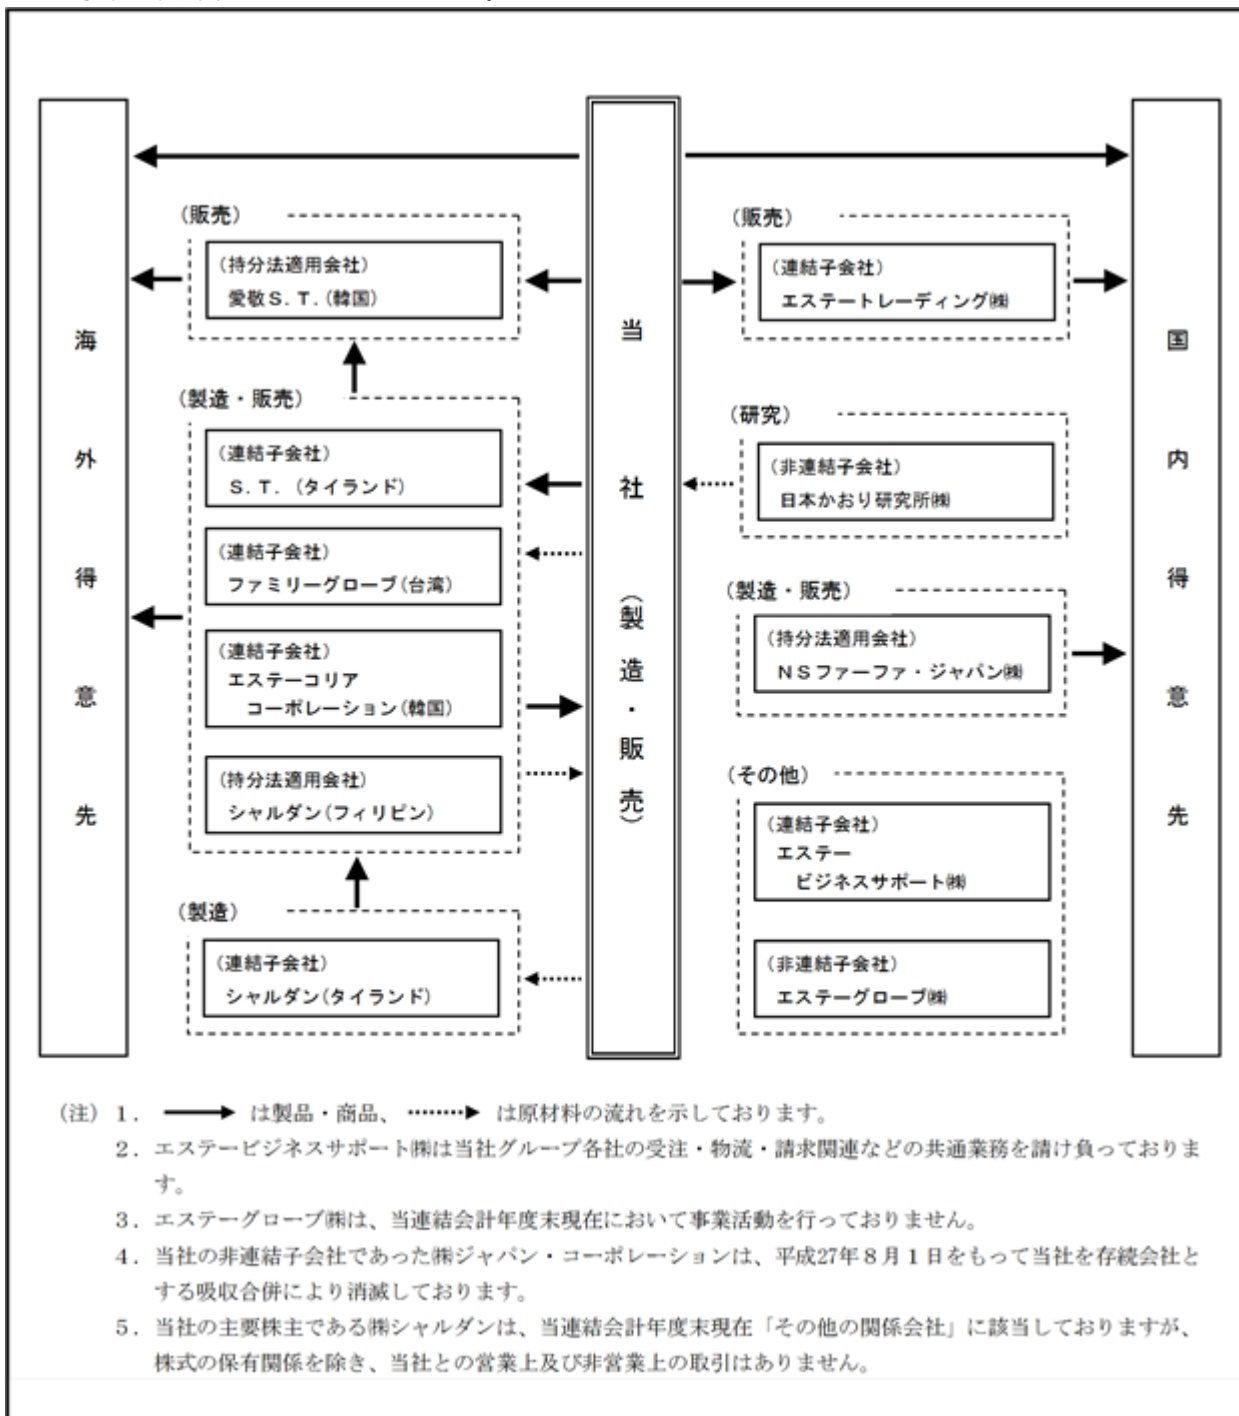 海外得意先
(販売)
(持分法適用会社)
愛敬S.T.(韓国)
(製造・販売)
(連結子会社)
S.T.(タイランド)
(連結子会社)
ファミリーグローブ(台湾)
(連結子会社)
エステーコリア
コーポレーション(韓国)
(持分法適用会社)
シャルダン(フィリピン)
(製造)
(連結子会社)
シャルダン(タイランド)
当社(製造・販売)
(販売)
(連結子会社)
エステートレーディング㈱
(研究)
(非連結子会社)
日本かおり研究所㈱
(製造・販売)
(持分法適用会社)
NSファーファ・ジャパン㈱
(その他)
(連結子会社)
エステー
ビジネスサポート㈱
(非連結子会社)
エステーグローブ㈱
国内得意先
(注) 1. ──► は製品・商品、 ┈┈► は原材料の流れを示しております。
2.エステービジネスサポート㈱は当社グループ各社の受注・物流・請求関連などの共通業務を請け負っておりま
す。
3.エステーグローブ㈱は、当連結会計年度末現在において事業活動を行っておりません。
4.当社の非連結子会社であった㈱ジャパン・コーポレーションは、平成27年8月1日をもって当社を存続会社と
する吸収合併により消滅しております。
5.当社の主要株主である㈱シャルダンは、当連結会計年度末現在「その他の関係会社」に該当しておりますが、
株式の保有関係を除き、当社との営業上及び非営業上の取引はありません。